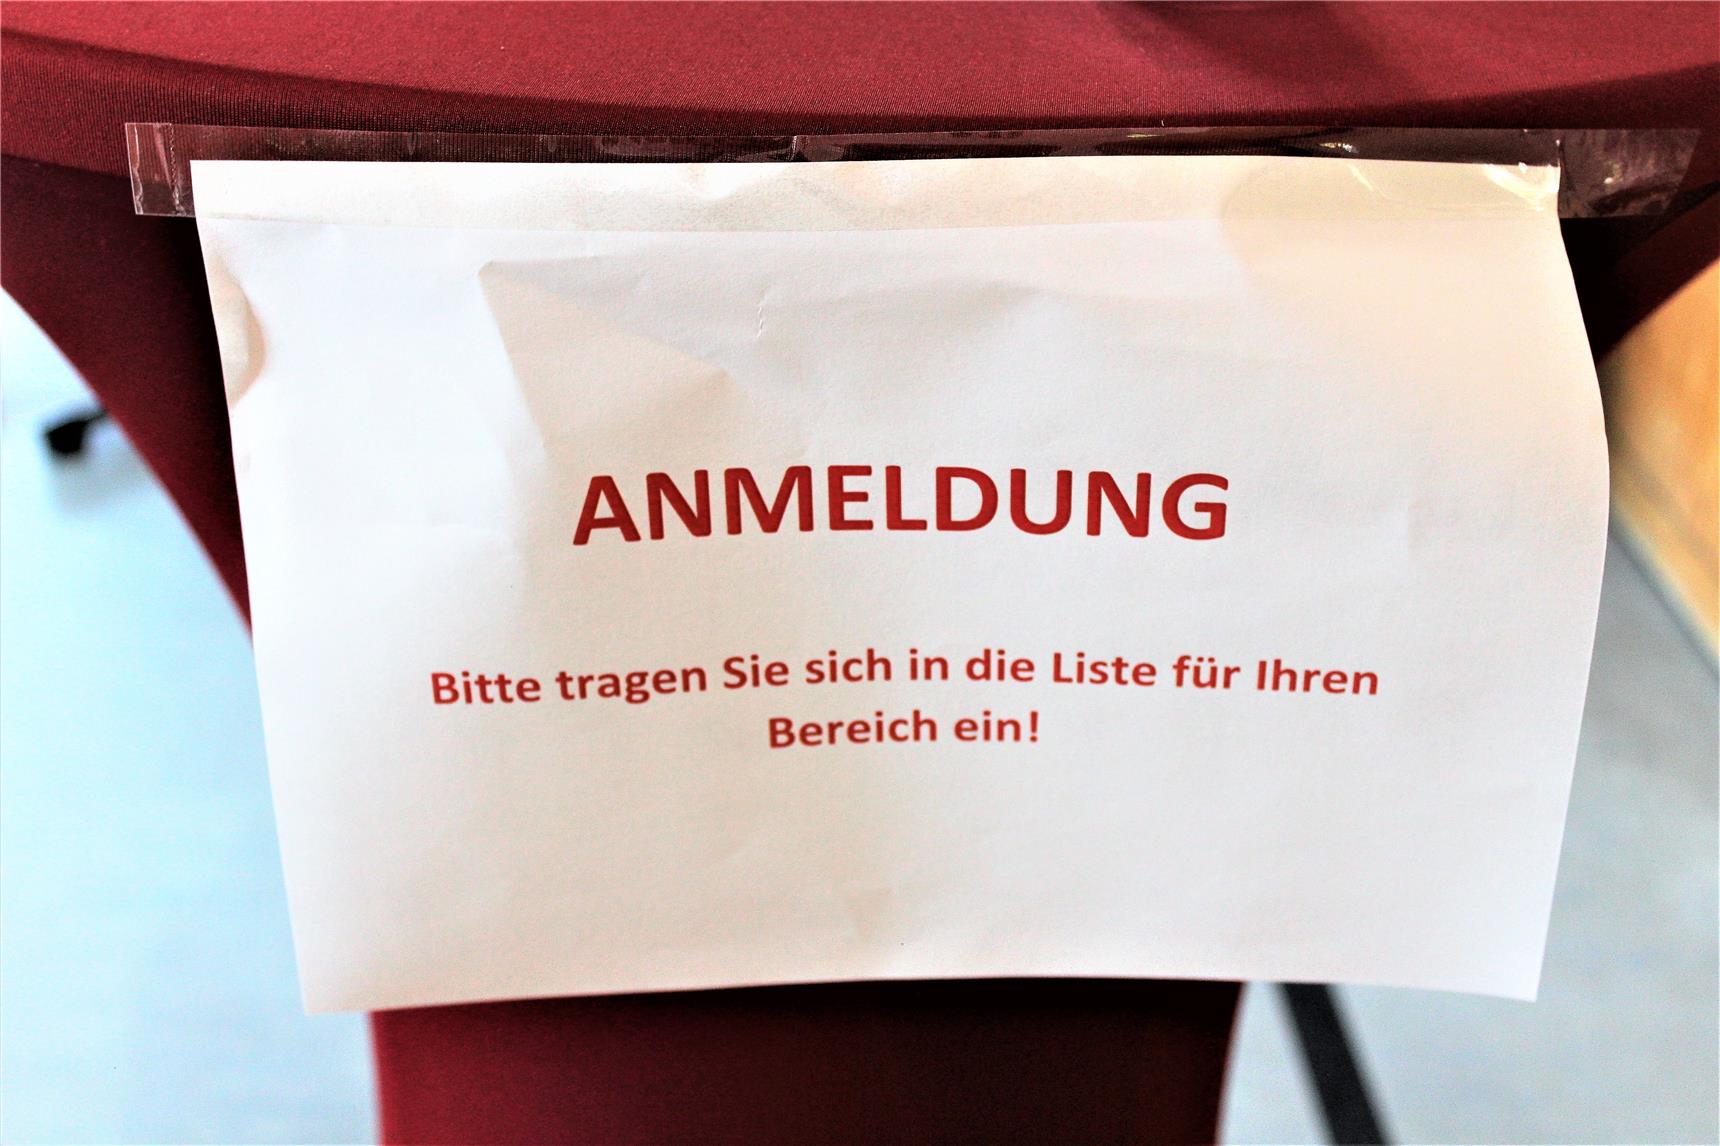 ANMELDUNG
Bitte tragen Sie sich in die Liste für Ihren
Bereich ein!